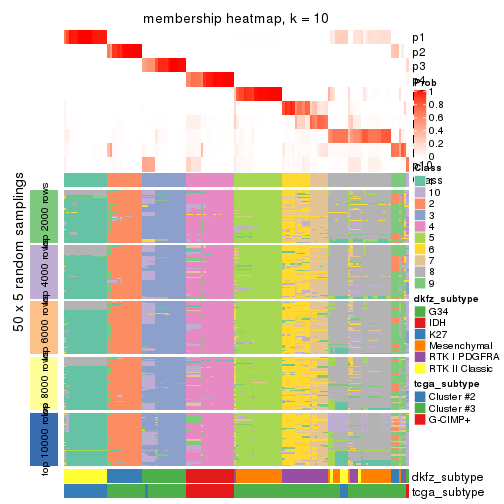 membership heatmap, k = 10
p1
p2
p3
p4
p10
Prob
1
0.8
0.6
0.4
0.2
0
Class
1
10
2
3
4
5
6
7
8
9
50 x 5 random samplings
top 2000 rows
top 4000 rows
top 6000 rows
top 8000 rows
top 10000 rows
dkfz_subtype
G34
IDH
K27
Mesenchymal
RTK I PDGFRA
RTK II Classic
tcga_subtype
Cluster #2
Cluster #3
G-CIMP+
dkfz_subtype
tcga_subtype